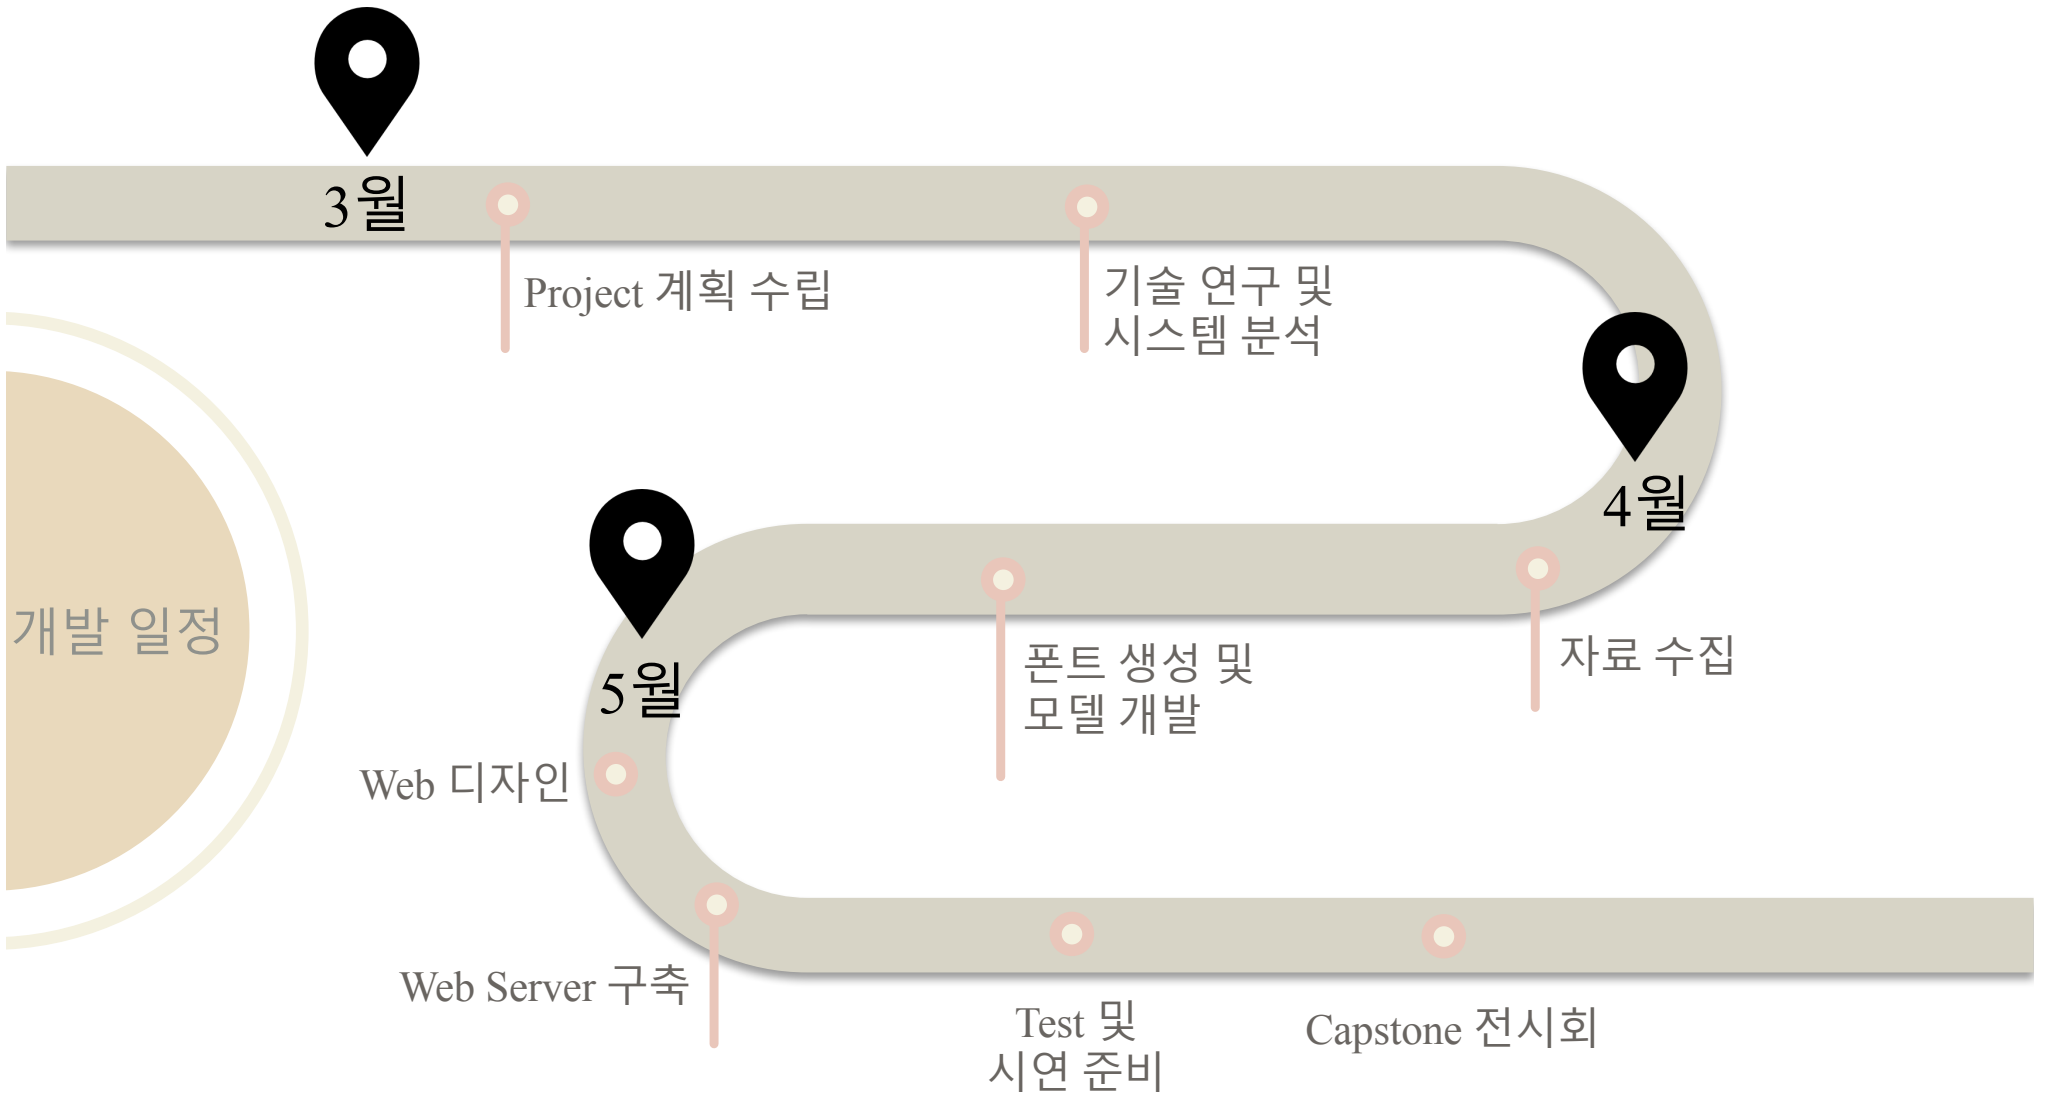 3월
Project 계획 수립
기술 연구 및
시스템 분석
4월
자료 수집
폰트 생성 및
모델 개발
5월
개발 일정
Web 디자인
Web Server 구축
Test 및
시연 준비
Capstone 전시회